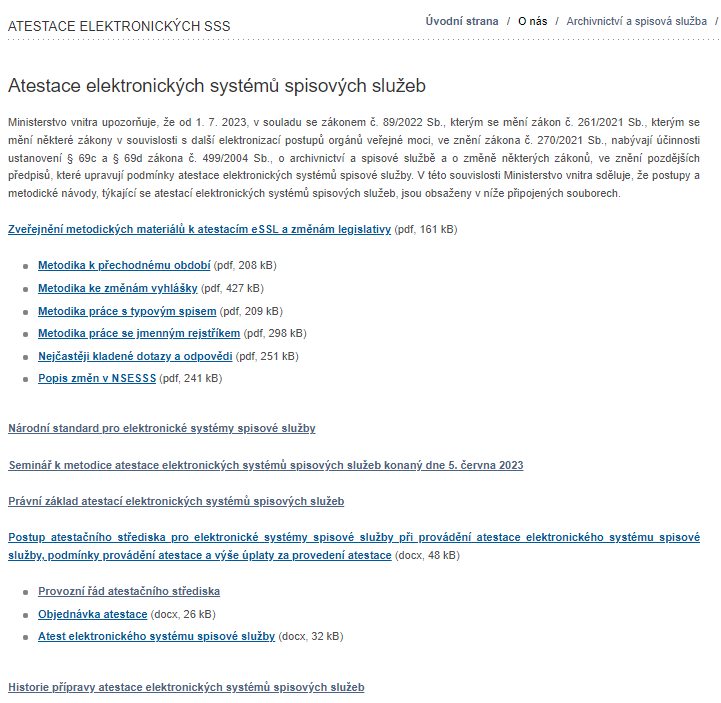 ATESTACE ELEKTRONICKÝCH SSS
Úvodní strana / O nás / Archivnictví a spisová služba /
Atestace elektronických systémů spisových služeb
Ministerstvo vnitra upozorňuje, že od 1. 7. 2023, v souladu se zákonem č. 89/2022 Sb., kterým se mění zákon č. 261/2021 Sb., kterým se
mění některé zákony v souvislosti s další elektronizací postupů orgánů veřejné moci, ve znění zákona č. 270/2021 Sb., nabývají účinnosti
ustanovení § 69c a § 69d zákona č. 499/2004 Sb., o archivnictví a spisové službě a o změně některých zákonů, ve znění pozdějších
předpisů, které upravují podmínky atestace elektronických systémů spisové služby. V této souvislosti Ministerstvo vnitra sděluje, že postupy a
metodické návody, týkající se atestací elektronických systémů spisových služeb, jsou obsaženy v níže připojených souborech.
Zveřejnění metodických materiálů k atestacím eSSL a změnám legislativy (pdf, 161 kB)
Metodika k přechodnému období (pdf, 208 kB)
Metodika ke změnám vyhlášky (pdf, 427 kB)
Metodika práce s typovým spisem (pdf, 209 kB)
Metodika práce se jmenným rejstříkem (pdf, 298 kB)
Nejčastěji kladené dotazy a odpovědi (pdf, 251 kB)
Popis změn v NSESSS (pdf, 241 kB)
Národní standard pro elektronické systémy spisové služby
Seminář k metodice atestace elektronických systémů spisových služeb konaný dne 5. června 2023
Právní základ atestací elektronických systémů spisových služeb
Postup atestačního střediska pro elektronické systémy spisové služby při provádění atestace elektronického systému spisové
služby, podmínky provádění atestace a výše úplaty za provedení atestace (docx, 48 kB)
Provozní řád atestačního střediska
Objednávka atestace (docx, 26 kB)
Atest elektronického systému spisové služby (docx, 32 kB)
Historie přípravy atestace elektronických systémů spisových služeb